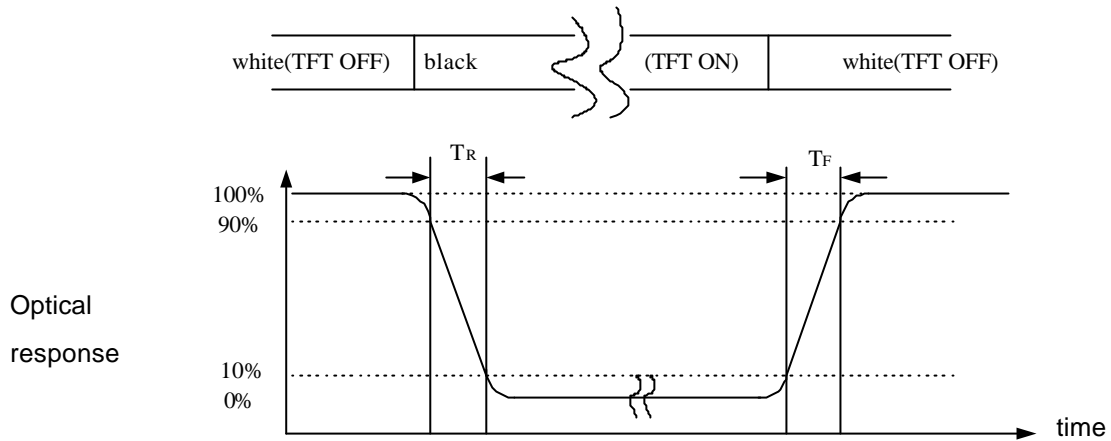 white(TFT OFF) black (TFT ON) white(TFT OFF)
TR TF
100%
90%
Optical
response
10%
0%
time